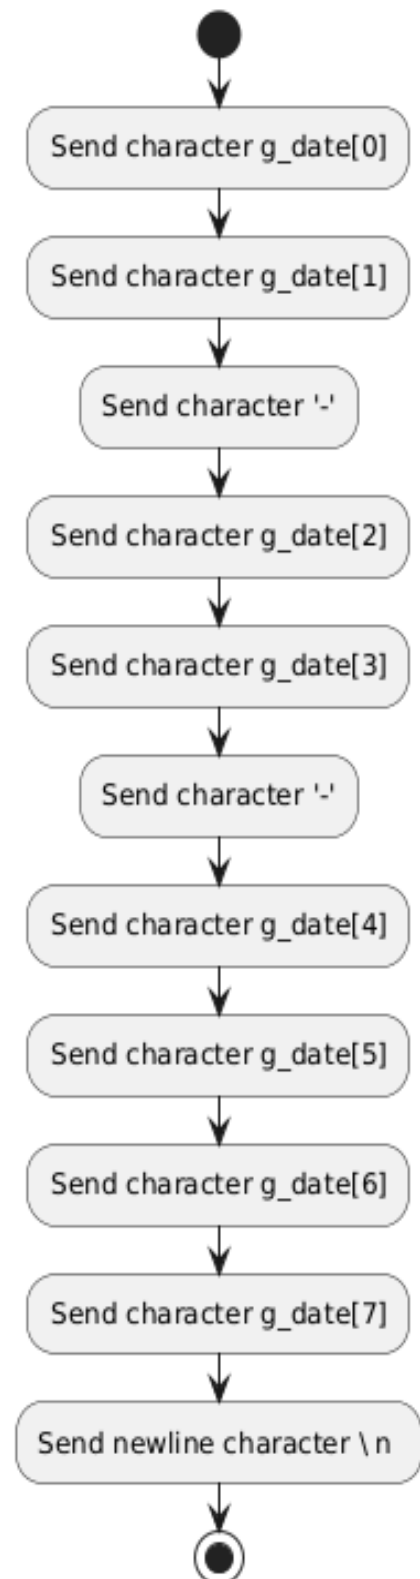 Send character g_date[0]
Send character g_date[1]
Send character '-'
Send character g_date[2]
Send character g_date[3]
Send character '-'
Send character g_date[4]
Send character g_date[5]
Send character g_date[6]
Send character g_date[7]
Send newline character \ n